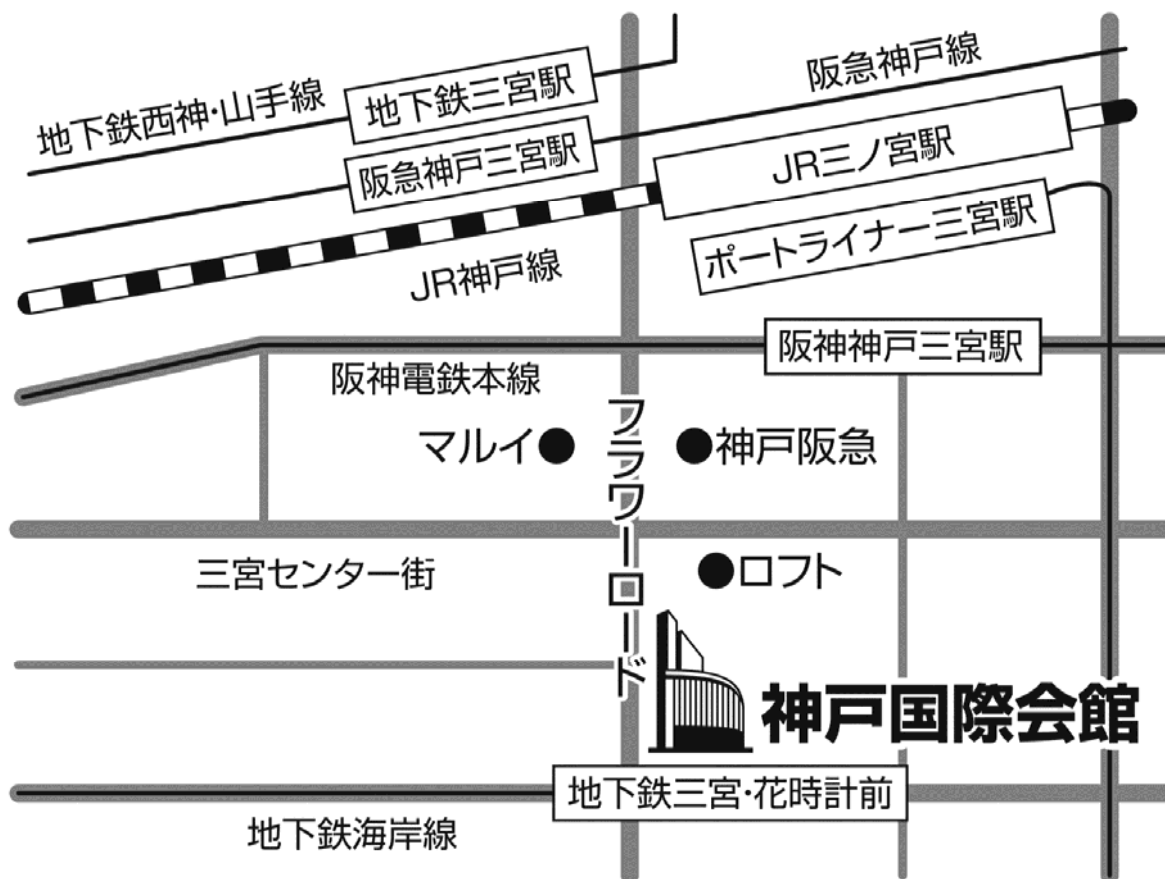 地下鉄西神・山手線
地下鉄三宮駅
阪急神戸線
阪急神戸三宮駅
JR三ノ宮駅
ポートライナー三宮駅
JR神戸線
阪神神戸三宮駅
阪神電鉄本線
フラワーロード
マルイ
神戸阪急
三宮センター街
ロフト
神戸国際会館
地下鉄三宮・花時計前
地下鉄海岸線